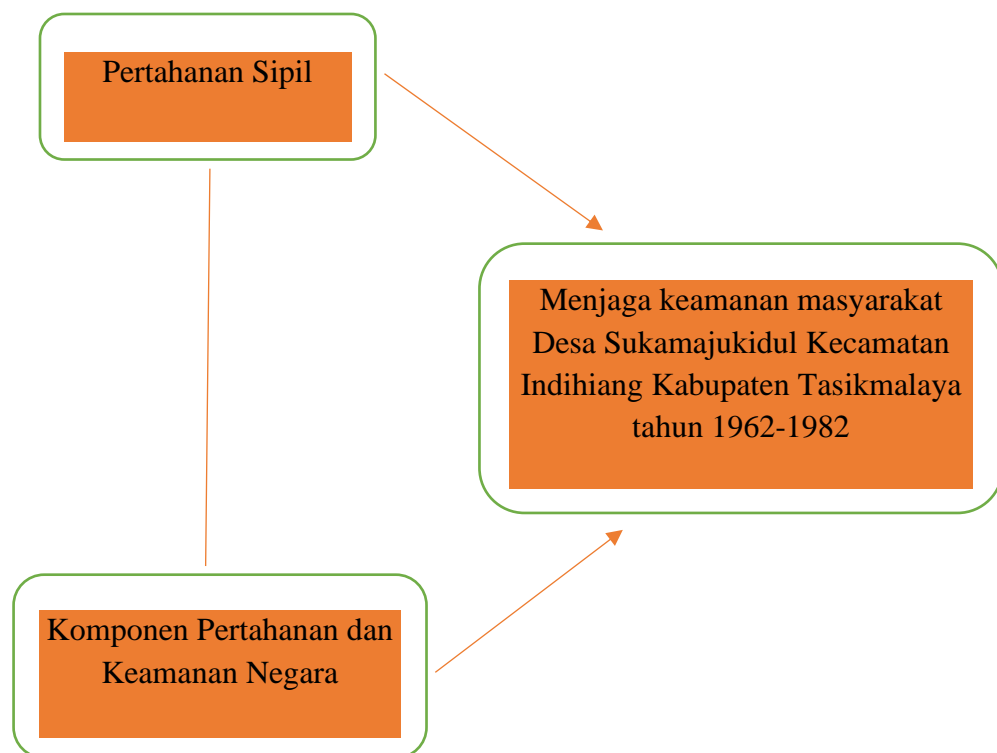 Pertahanan Sipil
Menjaga keamanan masyarakat
Desa Sukamajukidul Kecamatan
Indihiang Kabupaten Tasikmalaya
tahun 1962-1982
Komponen Pertahanan dan
Keamanan Negara